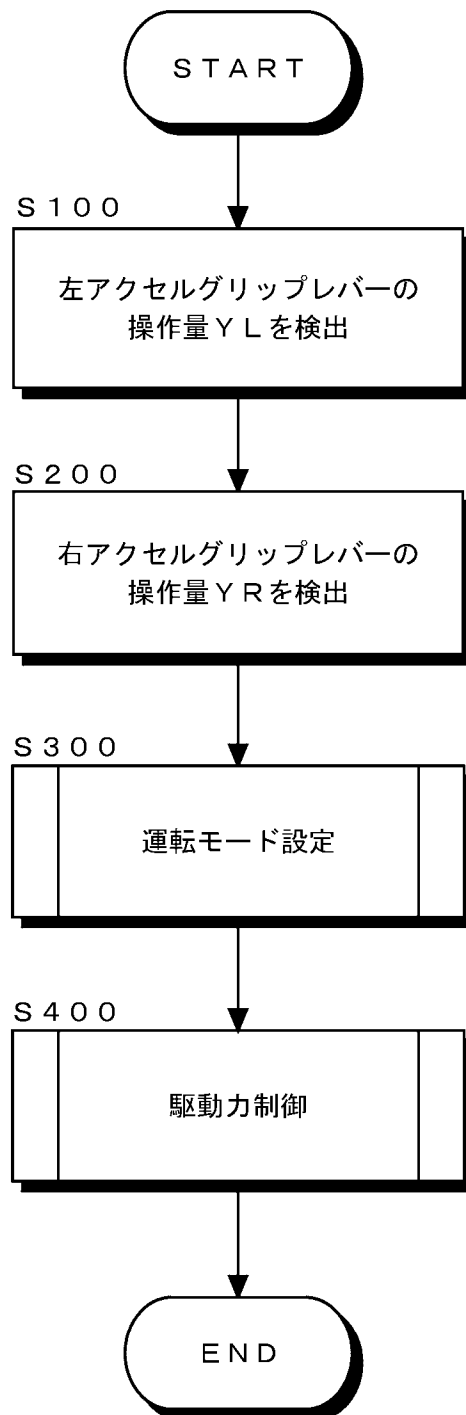 ＳＴＡＲＴ
Ｓ１００
左アクセルグリップレバーの
操作量ＹＬを検出
Ｓ２００
右アクセルグリップレバーの
操作量ＹＲを検出
Ｓ３００
運転モード設定
Ｓ４００
駆動力制御
ＥＮＤ